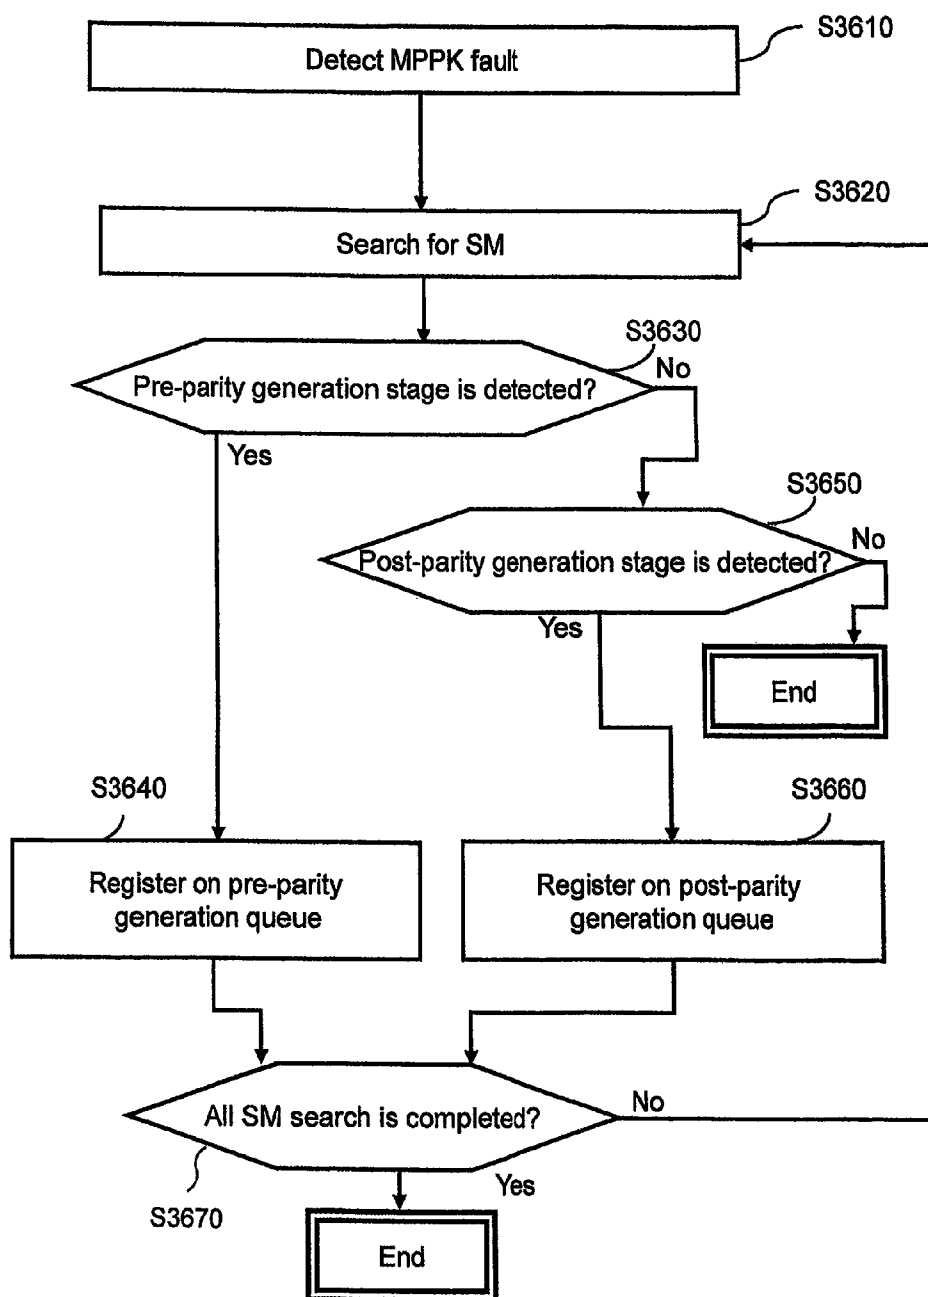 S3610
Detect MPPK fault
S3620
Search for SM
S3630
Pre-parity generation stage is detected?
No
Yes
S3650
Post-parity generation stage is detected?
No
Yes
End
S3640
Register on pre-parity
generation queue
S3660
Register on post-parity
generation queue
All SM search is completed?
No
S3670
Yes
End